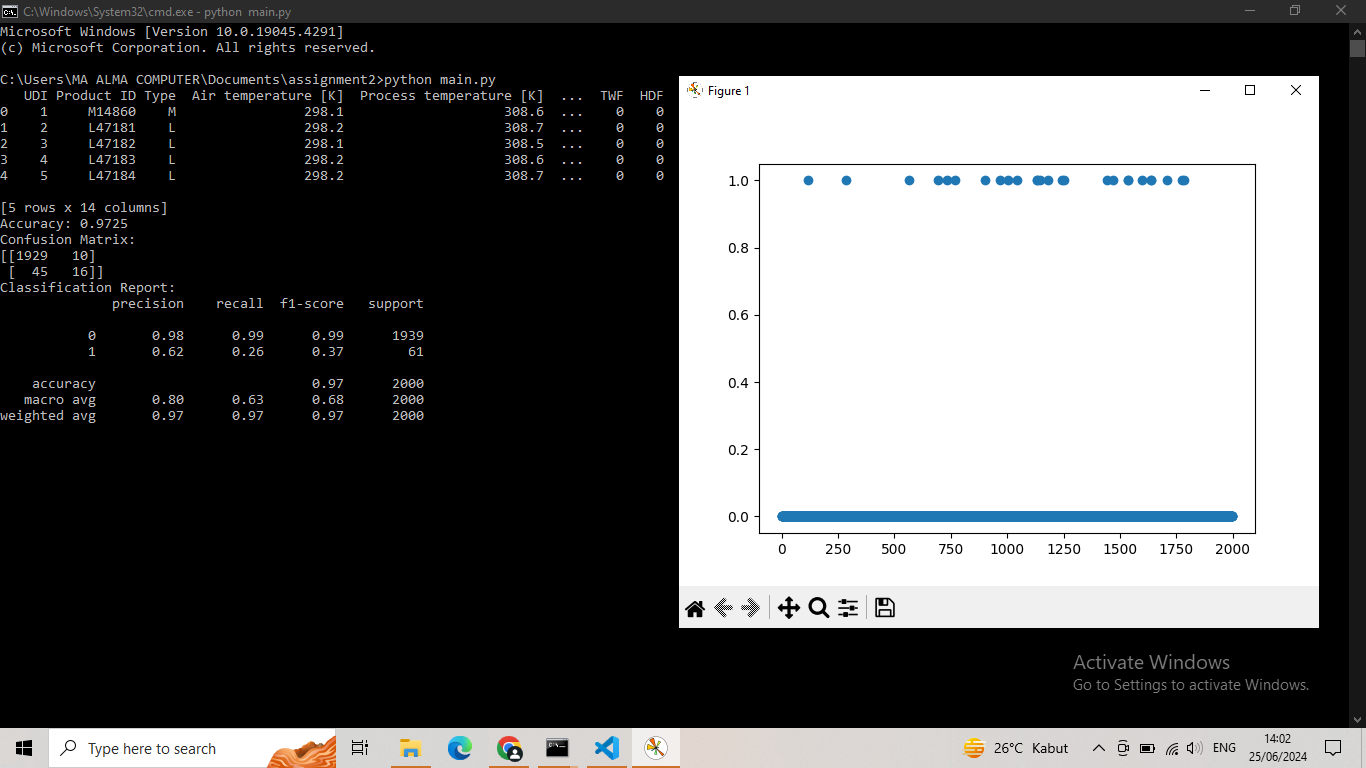 C:\Windows\System32\cmd.exe - python  main.py
Microsoft Windows [Version 10.0.19045.4291]
(c) Microsoft Corporation. All rights reserved.
C:\Users\MA ALMA COMPUTER\Documents\assignment2>python main.py
   UDI Product ID Type  Air temperature [K]  Process temperature [K]  ...  TWF  HDF
0    1     M14860    M                298.1                    308.6  ...    0    0
1    2     L47181    L                298.2                    308.7  ...    0    0
2    3     L47182    L                298.1                    308.5  ...    0    0
3    4     L47183    L                298.2                    308.6  ...    0    0
4    5     L47184    L                298.2                    308.7  ...    0    0
[5 rows x 14 columns]
Accuracy: 0.9725
Confusion Matrix:
[[1929   10]
 [  45   16]]
Classification Report:
              precision    recall  f1-score   support
           0       0.98      0.99      0.99      1939
           1       0.62      0.26      0.37        61
    accuracy                           0.97      2000
   macro avg       0.80      0.63      0.68      2000
weighted avg       0.97      0.97      0.97      2000
Figure 1
1.0
0.8
0.6
0.4
0.2
0.0
0 250 500 750 1000 1250 1500 1750 2000
Activate Windows
Go to Settings to activate Windows.
Type here to search
26°C Kabut
ENG
14:02
25/06/2024